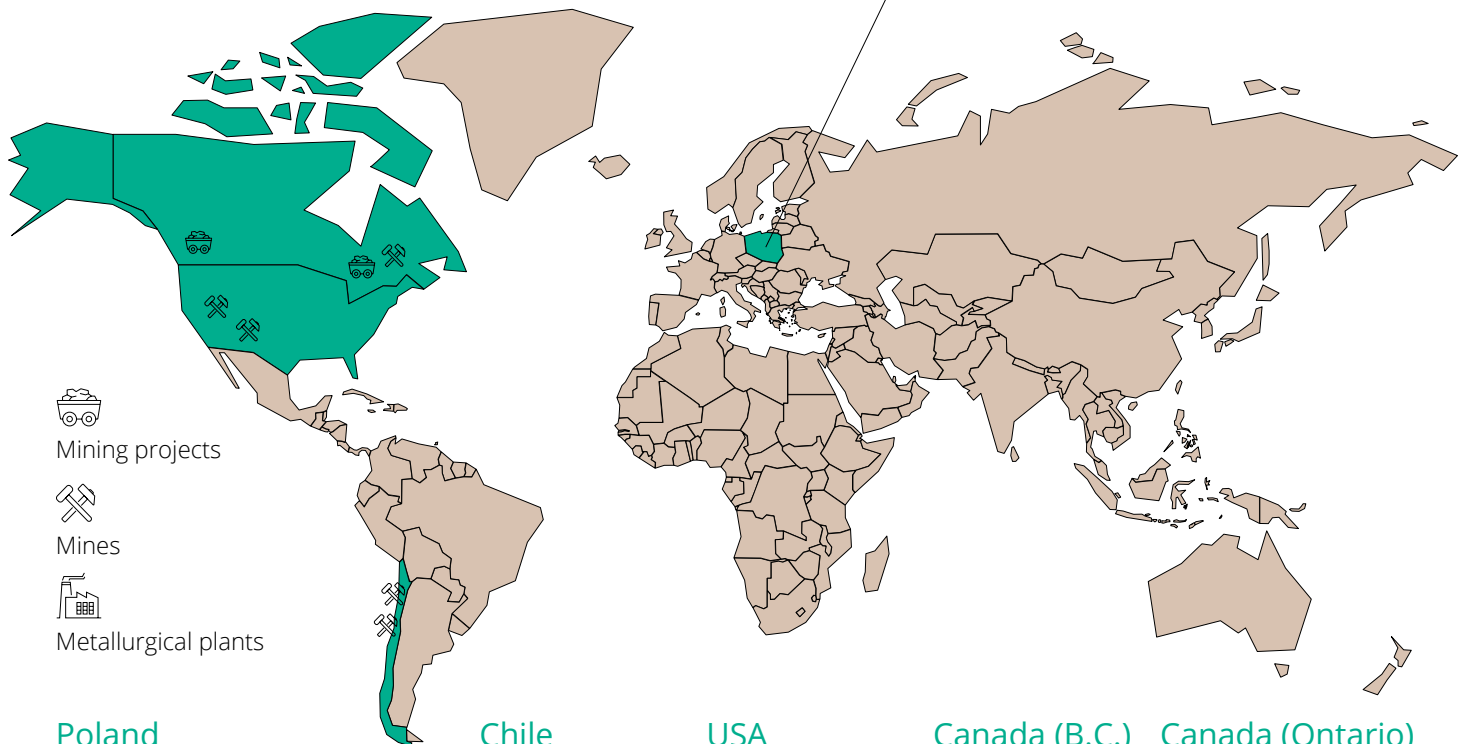 Mining projects
Mines
Metallurgical plants
Poland Chile USA Canada (B.C.) Canada (Ontario)